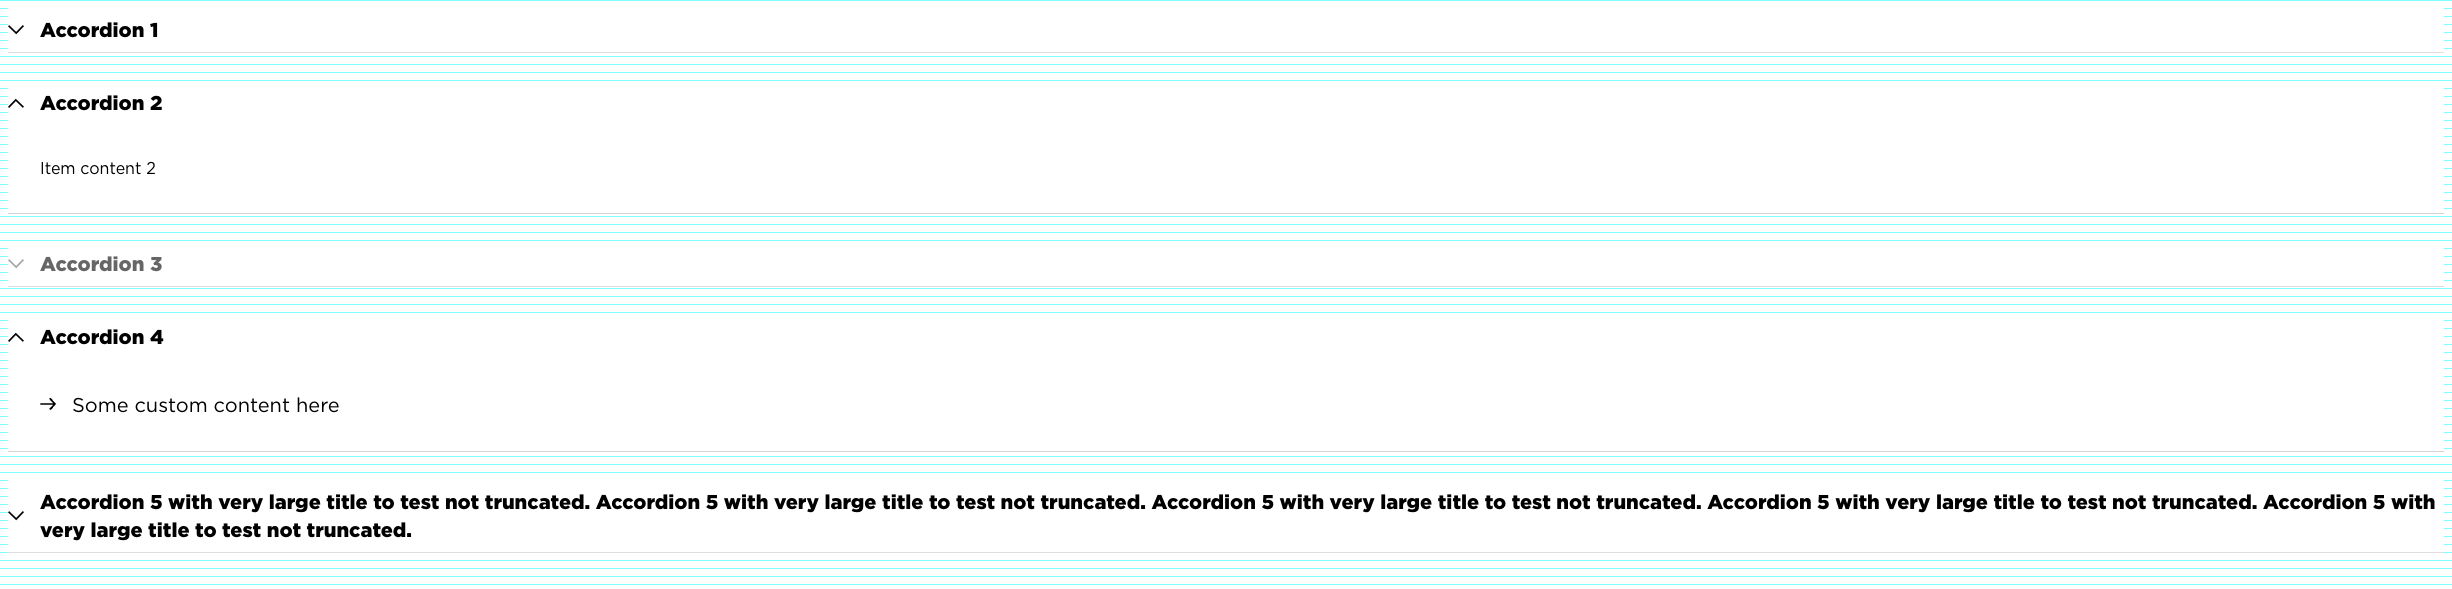 Accordion 1
Accordion 2
Item content 2
Accordion 3
Accordion 4
Some custom content here
Accordion 5 with very large title to test not truncated. Accordion 5 with very large title to test not truncated. Accordion 5 with very large title to test not truncated. Accordion 5 with very large title to test not truncated. Accordion 5 with
very large title to test not truncated.